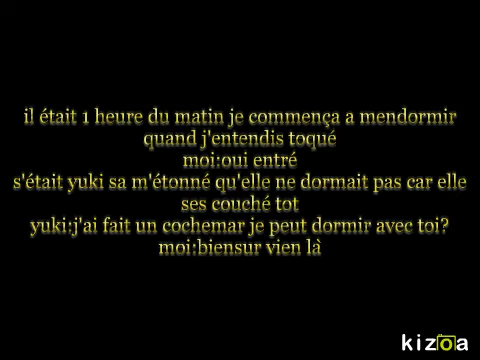 il était 1 heure du matin je commença a mendormir
quand j'entendis toqué
moi:oui entré
s'était yuki sa m'étonné qu'elle ne dormait pas car elle
ses couché tot
yuki:j'ai fait un cochemar je peut dormir avec toi?
moi:biensur vien là
kizoa